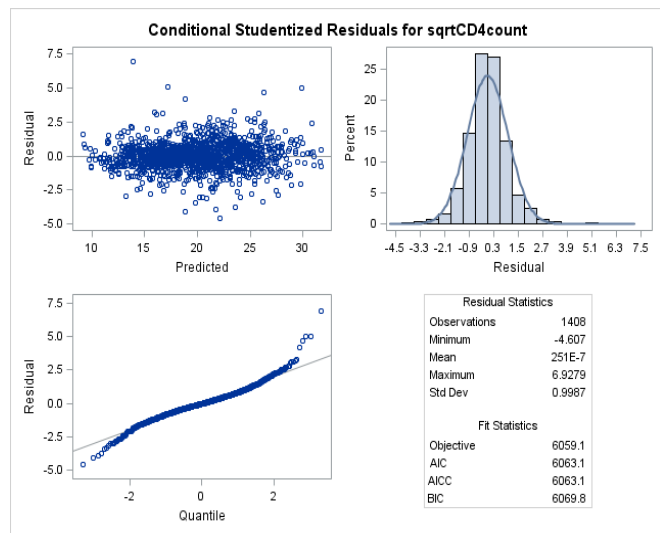 Conditional Studentized Residuals for sqrtCD4count
7.5
5.0
2.5
0.0
-2.5
-5.0
Residual
10 15 20 25 30
Predicted
25
20
15
10
5
0
Percent
-4.5 -3.3 -2.1 -0.9 0.3 1.5 2.7 3.9 5.1 6.3 7.5
Residual
7.5
5.0
2.5
0.0
-2.5
-5.0
Residual
-2 0 2
Quantile
Residual Statistics
Observations 1408
Minimum -4.607
Mean 251E-7
Maximum 6.9279
Std Dev 0.9987
Fit Statistics
Objective 6059.1
AIC 6063.1
AICC 6063.1
BIC 6069.8